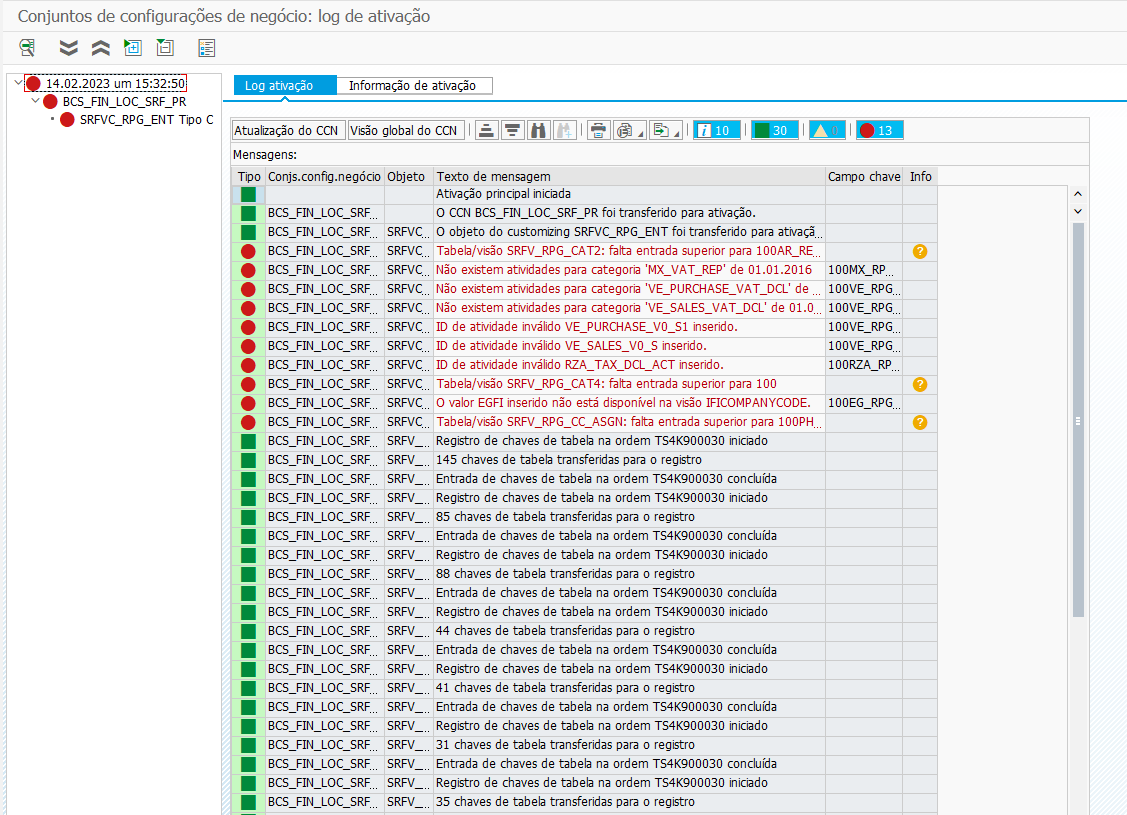 Conjuntos de configurações de negócio: log de ativação
14.02.2023 um 15:32:50
BCS_FIN_LOC_SRF_PR
SRFVC_RPG_ENT Tipo C
Log ativação Informação de ativação
Atualização do CCN Visão global do CCN 10 30 0 13
Mensagens:
Tipo Conjs.config.negócio Objeto Texto de mensagem Campo chave Info
Ativação principal iniciada
BCS_FIN_LOC_SRF... O CCN BCS_FIN_LOC_SRF_PR foi transferido para ativação.
BCS_FIN_LOC_SRF... SRFVC... O objeto do customizing SRFVC_RPG_ENT foi transferido para ativaçã...
BCS_FIN_LOC_SRF... SRFVC... Tabela/visão SRFV_RPG_CAT2: falta entrada superior para 100AR_RE...
BCS_FIN_LOC_SRF... SRFVC... Não existem atividades para categoria 'MX_VAT_REP' de 01.01.2016 100MX_RP...
BCS_FIN_LOC_SRF... SRFVC... Não existem atividades para categoria 'VE_PURCHASE_VAT_DCL' de ... 100VE_RPG...
BCS_FIN_LOC_SRF... SRFVC... Não existem atividades para categoria 'VE_SALES_VAT_DCL' de 01.0... 100VE_RPG...
BCS_FIN_LOC_SRF... SRFVC... ID de atividade inválido VE_PURCHASE_V0_S1 inserido. 100VE_RPG...
BCS_FIN_LOC_SRF... SRFVC... ID de atividade inválido VE_SALES_V0_S inserido. 100VE_RPG...
BCS_FIN_LOC_SRF... SRFVC... ID de atividade inválido RZA_TAX_DCL_ACT inserido. 100RZA_RP...
BCS_FIN_LOC_SRF... SRFVC... Tabela/visão SRFV_RPG_CAT4: falta entrada superior para 100
BCS_FIN_LOC_SRF... SRFVC... O valor EGFI inserido não está disponível na visão IFICOMPANYCODE. 100EG_RPG...
BCS_FIN_LOC_SRF... SRFVC... Tabela/visão SRFV_RPG_CC_ASGN: falta entrada superior para 100PH...
BCS_FIN_LOC_SRF... SRFV_... Registro de chaves de tabela na ordem TS4K900030 iniciado
BCS_FIN_LOC_SRF... SRFV_... 145 chaves de tabela transferidas para o registro
BCS_FIN_LOC_SRF... SRFV_... Entrada de chaves de tabela na ordem TS4K900030 concluída
BCS_FIN_LOC_SRF... SRFV_... Registro de chaves de tabela na ordem TS4K900030 iniciado
BCS_FIN_LOC_SRF... SRFV_... 85 chaves de tabela transferidas para o registro
BCS_FIN_LOC_SRF... SRFV_... Entrada de chaves de tabela na ordem TS4K900030 concluída
BCS_FIN_LOC_SRF... SRFV_... Registro de chaves de tabela na ordem TS4K900030 iniciado
BCS_FIN_LOC_SRF... SRFV_... 88 chaves de tabela transferidas para o registro
BCS_FIN_LOC_SRF... SRFV_... Entrada de chaves de tabela na ordem TS4K900030 concluída
BCS_FIN_LOC_SRF... SRFV_... Registro de chaves de tabela na ordem TS4K900030 iniciado
BCS_FIN_LOC_SRF... SRFV_... 44 chaves de tabela transferidas para o registro
BCS_FIN_LOC_SRF... SRFV_... Entrada de chaves de tabela na ordem TS4K900030 concluída
BCS_FIN_LOC_SRF... SRFV_... Registro de chaves de tabela na ordem TS4K900030 iniciado
BCS_FIN_LOC_SRF... SRFV_... 41 chaves de tabela transferidas para o registro
BCS_FIN_LOC_SRF... SRFV_... Entrada de chaves de tabela na ordem TS4K900030 concluída
BCS_FIN_LOC_SRF... SRFV_... Registro de chaves de tabela na ordem TS4K900030 iniciado
BCS_FIN_LOC_SRF... SRFV_... 31 chaves de tabela transferidas para o registro
BCS_FIN_LOC_SRF... SRFV_... Entrada de chaves de tabela na ordem TS4K900030 concluída
BCS_FIN_LOC_SRF... SRFV_... Registro de chaves de tabela na ordem TS4K900030 iniciado
BCS_FIN_LOC_SRF... SRFV_... 35 chaves de tabela transferidas para o registro